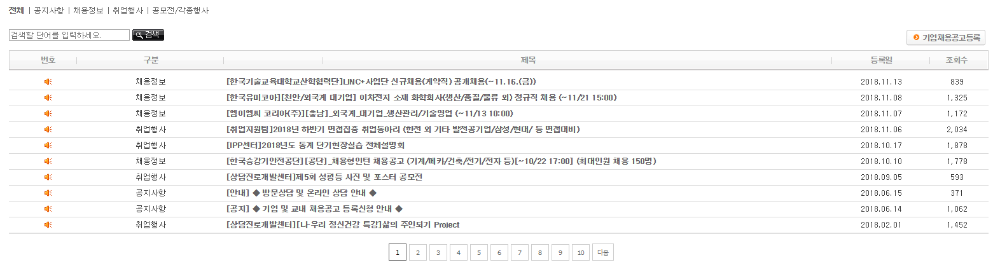 전체 | 공지사항 | 채용정보 | 취업행사 | 공모전/각종행사
검색할 단어를 입력하세요. 검색
기업채용공고등록
번호 구분 제목 등록일 조회수
채용정보 [한국기술교육대학교산학협력단]LINC+사업단 신규채용(계약직) 공개채용(~11.16.(금)) 2018.11.13 839
채용정보 [한국유미코아][천안/외국계 대기업] 이차전지 소재 화학회사(생산/품질/물류 외) 정규직 채용 (~11/21 15:00) 2018.11.08 1,325
채용정보 [엠이엠씨 코리아(주)][충남]_외국계_대기업_생산관리/기술영업 (~11/13 10:00) 2018.11.07 1,172
취업행사 [취업지원팀]2018년 하반기 면접집중 취업동아리 (한전 외 기타 발전공기업/삼성/현대/ 등 면접대비) 2018.11.06 2,034
취업행사 [IPP센터]2018년도 동계 단기현장실습 전체설명회 2018.10.17 1,878
채용정보 [한국승강기안전공단][공단]_채용형인턴 채용공고 (기계/메카/건축/전기/전자 등)[~10/22 17:00] (최대인원 채용 150명) 2018.10.10 1,778
취업행사 [상담진로개발센터]제5회 성평등 사진 및 포스터 공모전 2018.09.05 593
공지사항 [안내] ◆ 방문상담 및 온라인 상담 안내 ◆ 2018.06.15 371
공지사항 [공지] ◆ 기업 및 교내 채용공고 등록신청 안내 ◆ 2018.06.14 1,062
취업행사 [상담진로개발센터][나-우리 정신건강 특강]삶의 주인되기 Project 2018.02.01 1,452
1 2 3 4 5 6 7 8 9 10 다음